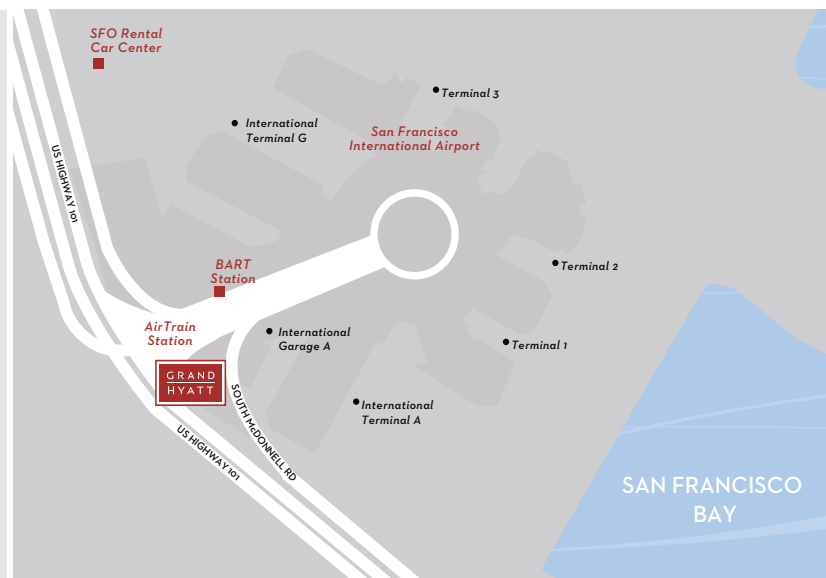 SFO Rental
Car Center
Terminal 3
International
Terminal G
San Francisco
International Airport
US HIGHWAY 101
BART
Station
Terminal 2
AirTrain
Station
International
Garage A
Terminal 1
GRAND
HYATT
SOUTH McDONNELL RD
International
Terminal A
US HIGHWAY 101
SAN FRANCISCO
BAY